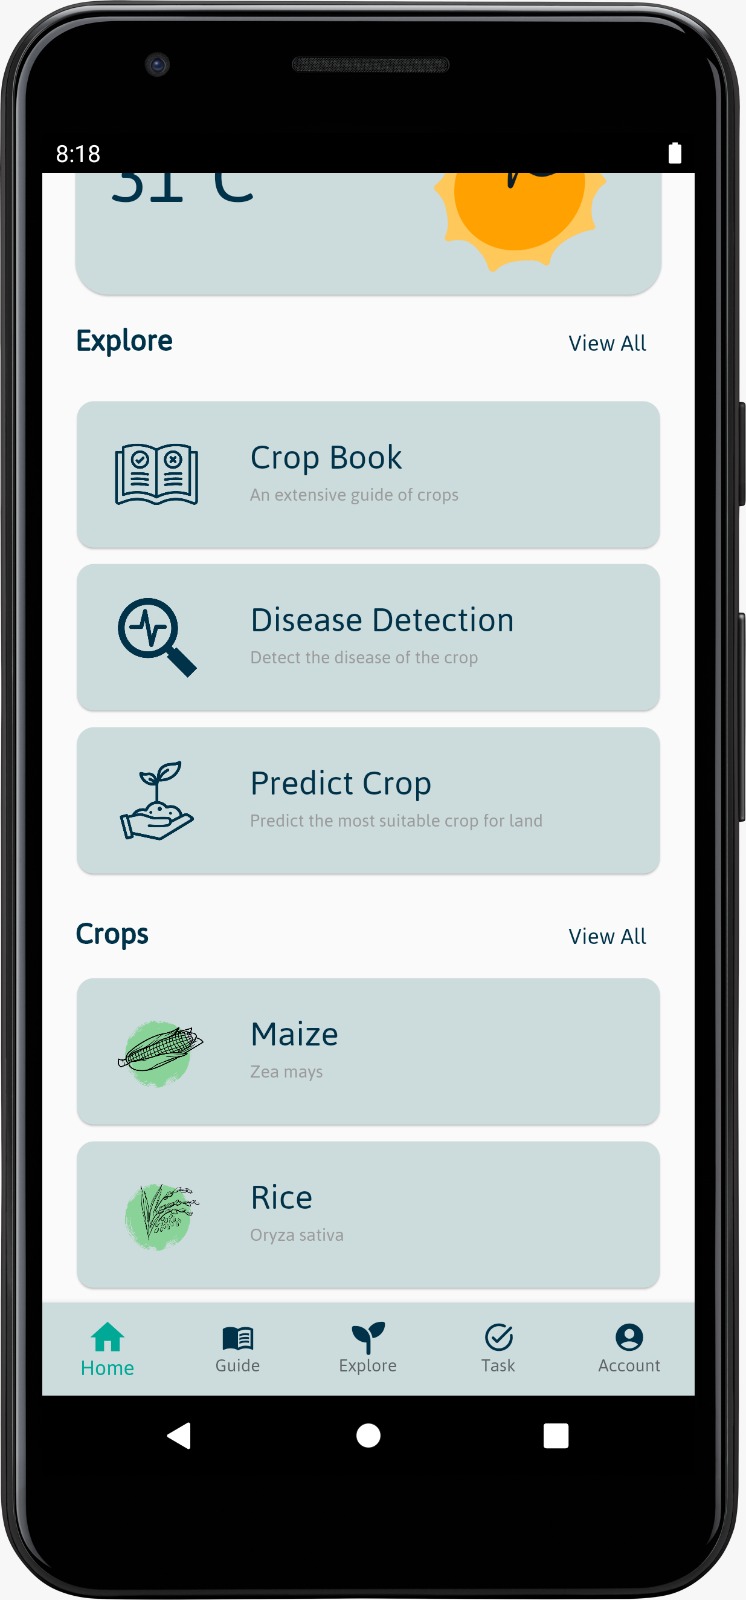 8:18
31°C
Explore
View All
Crop Book
An extensive guide of crops
Disease Detection
Detect the disease of the crop
Predict Crop
Predict the most suitable crop for land
Crops
View All
Maize
Zea mays
Rice
Oryza sativa
Home
Guide
Explore
Task
Account